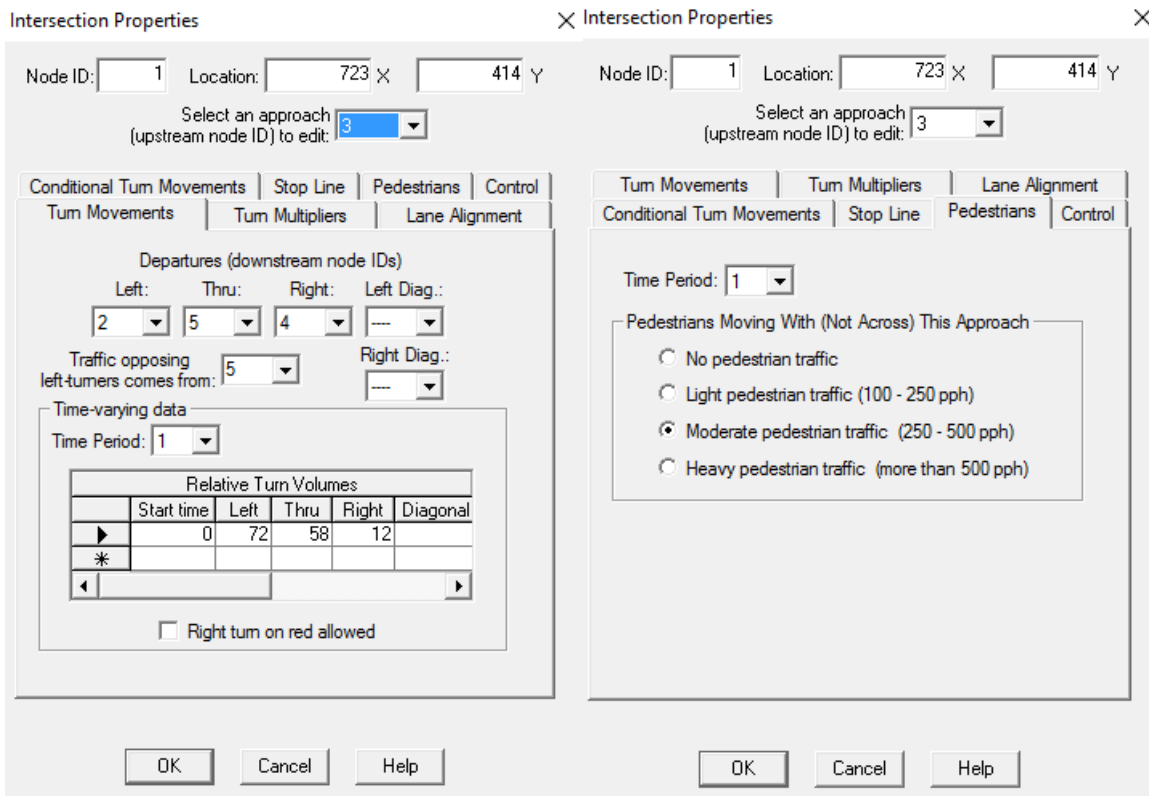 Intersection Properties
Node ID: 1 Location: 723 X 414 Y
Select an approach
(upstream node ID) to edit: 3
Conditional Turn Movements Stop Line Pedestrians Control
Turn Movements Turn Multipliers Lane Alignment
Departures (downstream node IDs)
Left: Thru: Right: Left Diag.:
2 5 4 ----
Traffic opposing
left-turners comes from: 5
Right Diag.:
----
Time-varying data
Time Period: 1
Relative Turn Volumes
Start time Left Thru Right Diagonal
0 72 58 12
Right turn on red allowed
OK Cancel Help
Intersection Properties
Node ID: 1 Location: 723 X 414 Y
Select an approach
(upstream node ID) to edit: 3
Turn Movements Turn Multipliers Lane Alignment
Conditional Turn Movements Stop Line Pedestrians Control
Time Period: 1
Pedestrians Moving With (Not Across) This Approach
No pedestrian traffic
Light pedestrian traffic (100 - 250 pph)
Moderate pedestrian traffic (250 - 500 pph)
Heavy pedestrian traffic (more than 500 pph)
OK Cancel Help